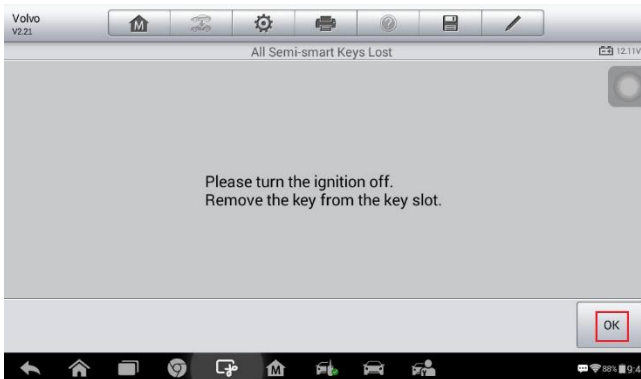 Volvo
V2.21
M
?
All Semi-smart Keys Lost
12.11V
Please turn the ignition off.
Remove the key from the key slot.
OK
M
88%